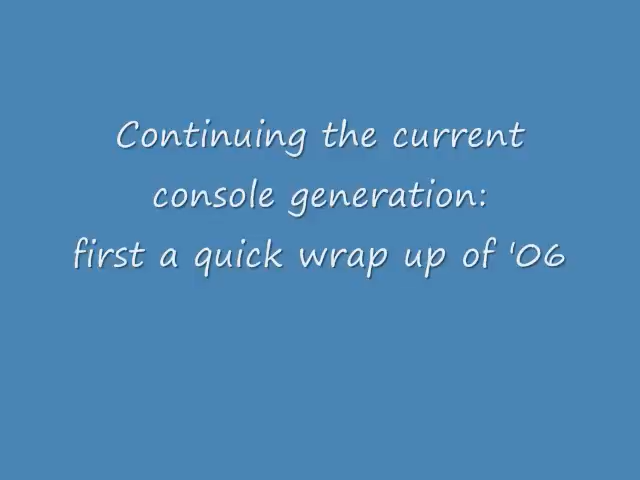 Continuing the current
console generation:
first a quick wrap up of '06